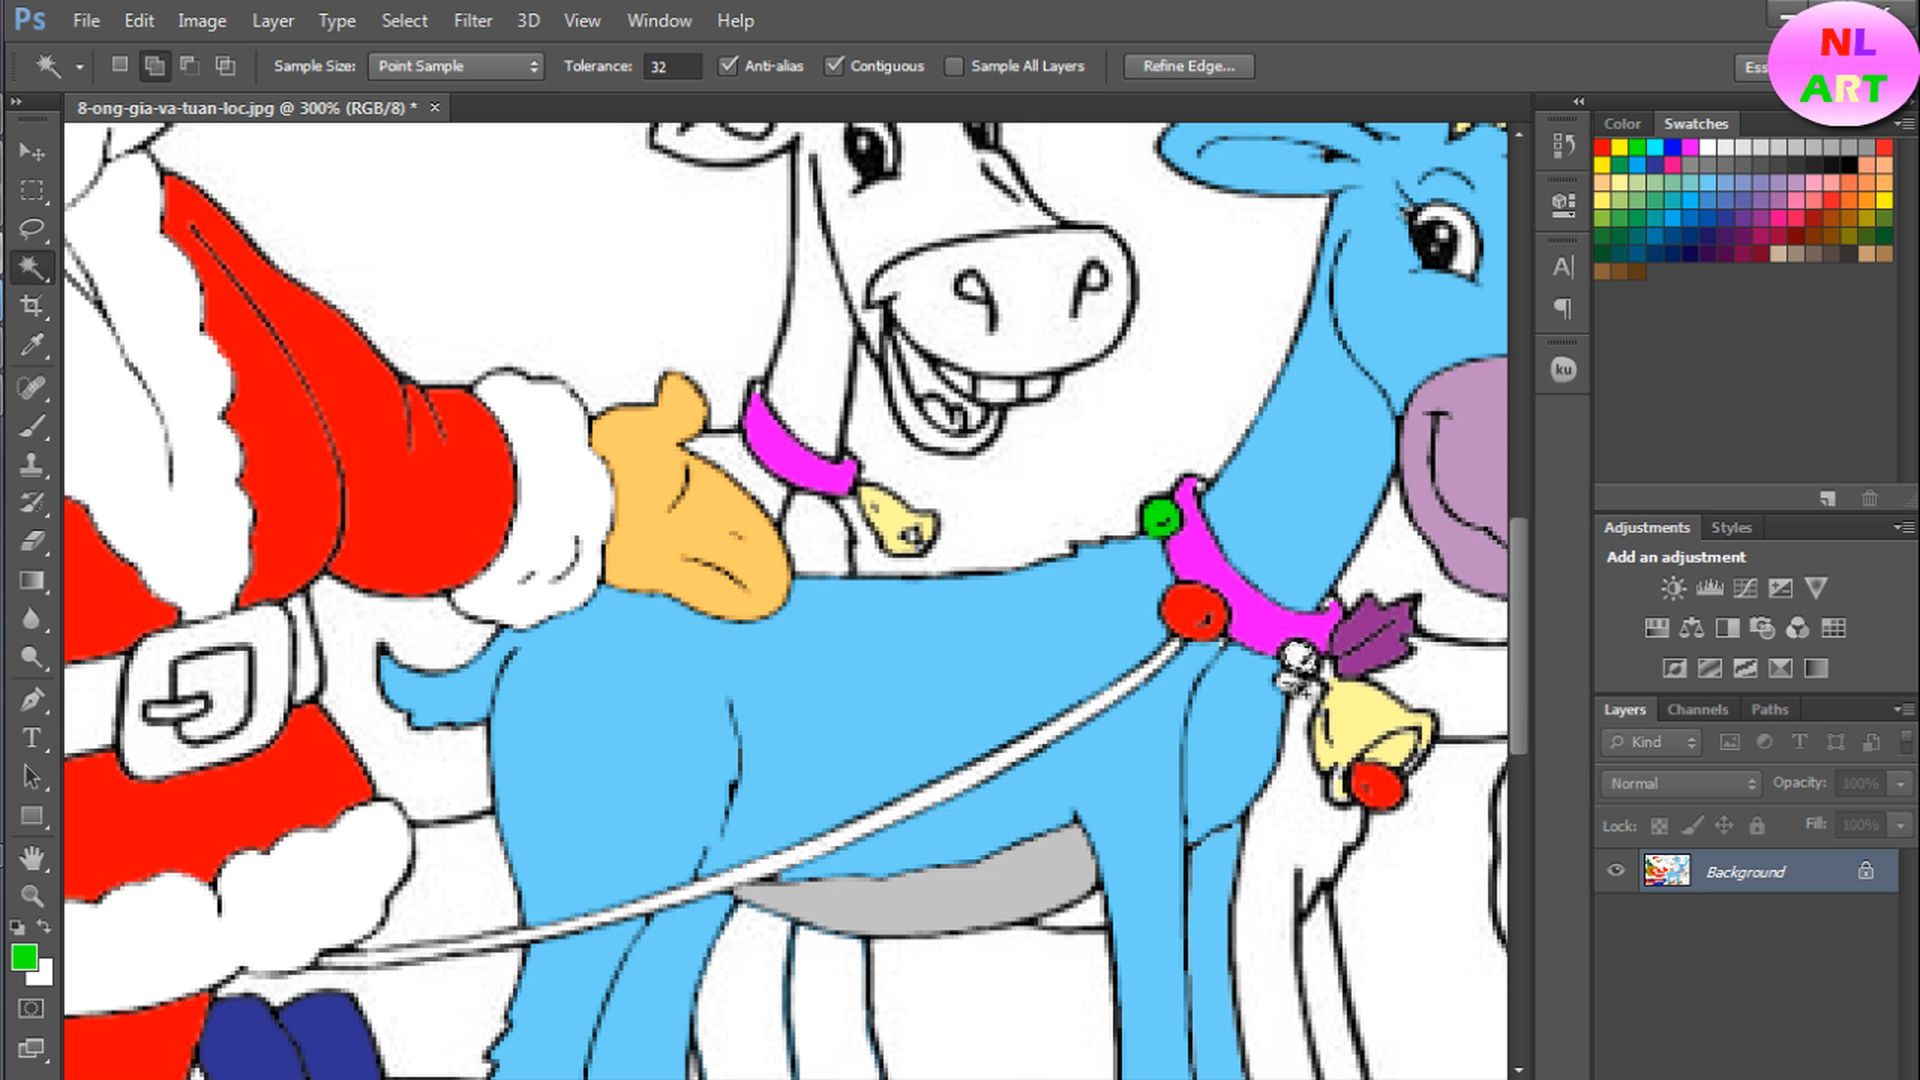 Ps File Edit Image Layer Type Select Filter 3D View Window Help
NL
ART
Sample Size: Point Sample Tolerance: 32 Anti-alias Contiguous Sample All Layers Refine Edge... Ess
8-ong-gia-va-tuan-loc.jpg @ 300% (RGB/8) * ×
Color Swatches
ku
Adjustments Styles
Add an adjustment
Layers Channels Paths
Kind
Normal Opacity: 100%
Lock: Fill: 100%
Background